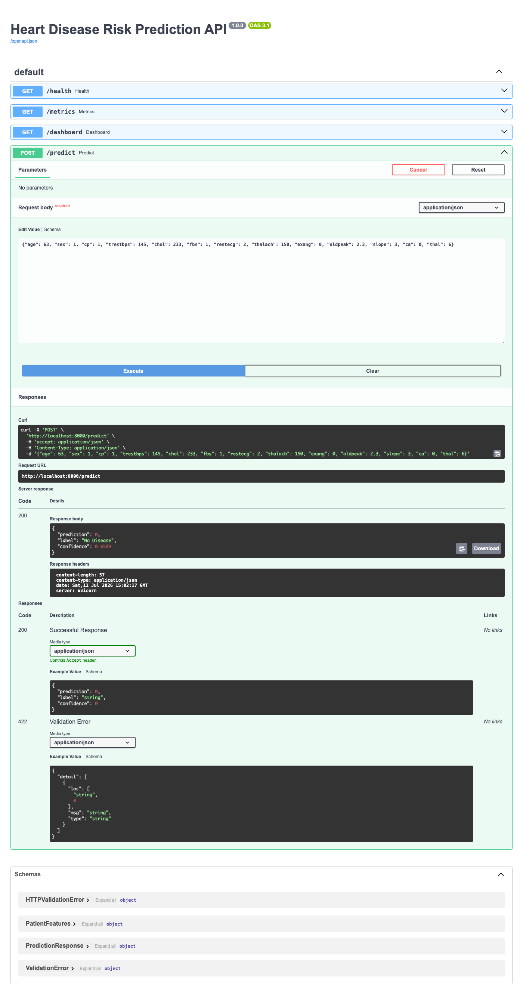 Heart Disease Risk Prediction API 1.0.0 OAS 3.1
/openapi.json
default
GET /health Health
GET /metrics Metrics
GET /dashboard Dashboard
POST /predict Predict
Parameters Cancel Reset
No parameters
Request body required application/json
Edit Value Schema
{"age": 63, "sex": 1, "cp": 1, "trestbps": 145, "chol": 233, "fbs": 1, "restecg": 2, "thalach": 150, "exang": 0, "oldpeak": 2.3, "slope": 3, "ca": 0, "thal": 6}
Execute Clear
Responses
Curl
curl -X 'POST' \
'http://localhost:8000/predict' \
-H 'accept: application/json' \
-H 'Content-Type: application/json' \
-d '{"age": 63, "sex": 1, "cp": 1, "trestbps": 145, "chol": 233, "fbs": 1, "restecg": 2, "thalach": 150, "exang": 0, "oldpeak": 2.3, "slope": 3, "ca": 0, "thal": 6}'
Request URL
http://localhost:8000/predict
Server response
Code Details
200
Response body
{
"prediction": 0,
"label": "No Disease",
"confidence": 0.6509
}
Download
Response headers
content-length: 57
content-type: application/json
date: Sat,11 Jul 2026 15:02:17 GMT
server: uvicorn
Responses
Code Description Links
200 Successful Response No links
Media type
application/json
Controls Accept header.
Example Value Schema
{
"prediction": 0,
"label": "string",
"confidence": 0
}
422 Validation Error No links
Media type
application/json
Example Value Schema
{
"detail": [
{
"loc": [
"string",
0
],
"msg": "string",
"type": "string"
}
]
}
Schemas
HTTPValidationError Expand all object
PatientFeatures Expand all object
PredictionResponse Expand all object
ValidationError Expand all object